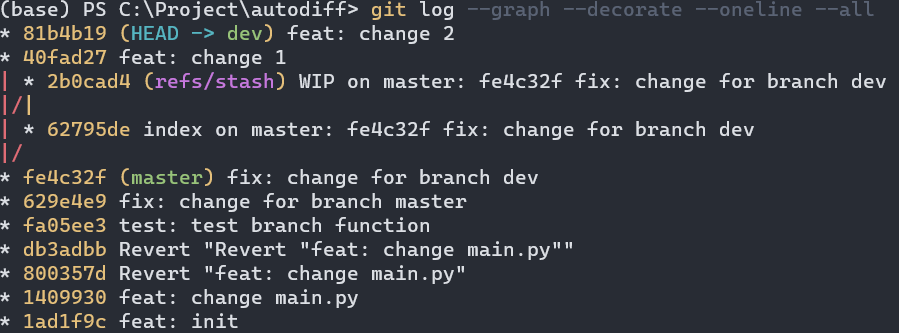 (base) PS C:\Project\autodiff> git log --graph --decorate --oneline --all
* 81b4b19 (HEAD -> dev) feat: change 2
* 40fad27 feat: change 1
| * 2b0cad4 (refs/stash) WIP on master: fe4c32f fix: change for branch dev
|/|
| * 62795de index on master: fe4c32f fix: change for branch dev
|/
* fe4c32f (master) fix: change for branch dev
* 629e4e9 fix: change for branch master
* fa05ee3 test: test branch function
* db3adbb Revert "Revert "feat: change main.py""
* 800357d Revert "feat: change main.py"
* 1409930 feat: change main.py
* 1ad1f9c feat: init